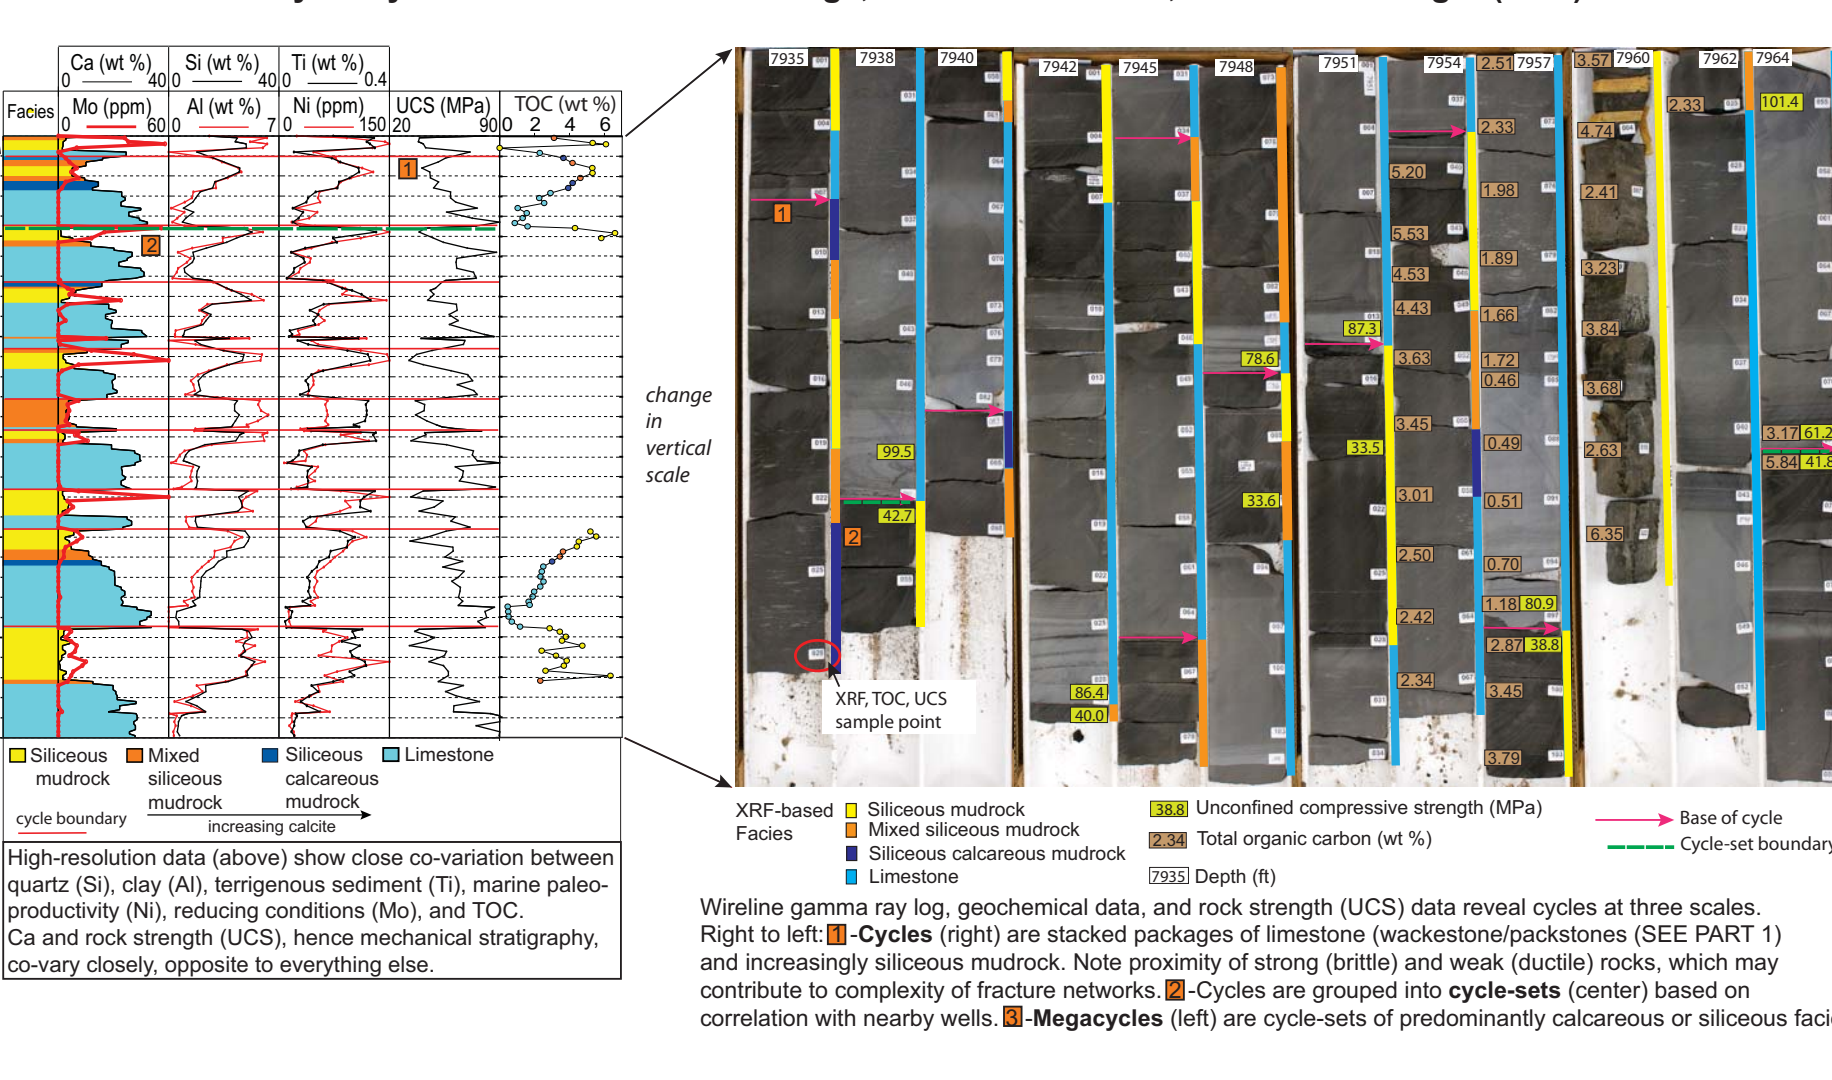 Ca (wt %)
0 40
Si (wt %)
0 40
Ti (wt %)
0 0.4
Facies
Mo (ppm)
0 60
Al (wt %)
0 7
Ni (ppm)
0 150
UCS (MPa)
20 90
TOC (wt %)
0 2 4 6
1
2
Siliceous mudrock
Mixed siliceous mudrock
Siliceous calcareous mudrock
Limestone
cycle boundary
increasing calcite
High-resolution data (above) show close co-variation between
quartz (Si), clay (Al), terrigenous sediment (Ti), marine paleo-
productivity (Ni), reducing conditions (Mo), and TOC.
Ca and rock strength (UCS), hence mechanical stratigraphy,
co-vary closely, opposite to everything else.
change
in
vertical
scale
7935 7938 7940 7942 7945 7948 7951 7954 7957 7960 7962 7964
1
99.5
42.7
2
XRF, TOC, UCS
sample point
86.4
40.0
78.6
33.6
87.3
33.5
5.20
5.53
4.53
4.43
3.63
3.45
3.01
2.50
2.42
2.34
2.51
2.33
1.98
1.89
1.66
1.72
0.46
0.49
0.51
0.70
1.18 80.9
2.87 38.8
3.45
3.79
3.57
4.74
2.41
3.23
3.84
3.68
2.63
6.35
2.33
101.4
3.17 61.2
5.84 41.8
XRF-based
Facies
Siliceous mudrock
Mixed siliceous mudrock
Siliceous calcareous mudrock
Limestone
38.8 Unconfined compressive strength (MPa)
2.34 Total organic carbon (wt %)
7935 Depth (ft)
Base of cycle
Cycle-set boundary
Wireline gamma ray log, geochemical data, and rock strength (UCS) data reveal cycles at three scales.
Right to left: 1 -Cycles (right) are stacked packages of limestone (wackestone/packstones (SEE PART 1)
and increasingly siliceous mudrock. Note proximity of strong (brittle) and weak (ductile) rocks, which may
contribute to complexity of fracture networks. 2 -Cycles are grouped into cycle-sets (center) based on
correlation with nearby wells. 3 -Megacycles (left) are cycle-sets of predominantly calcareous or siliceous